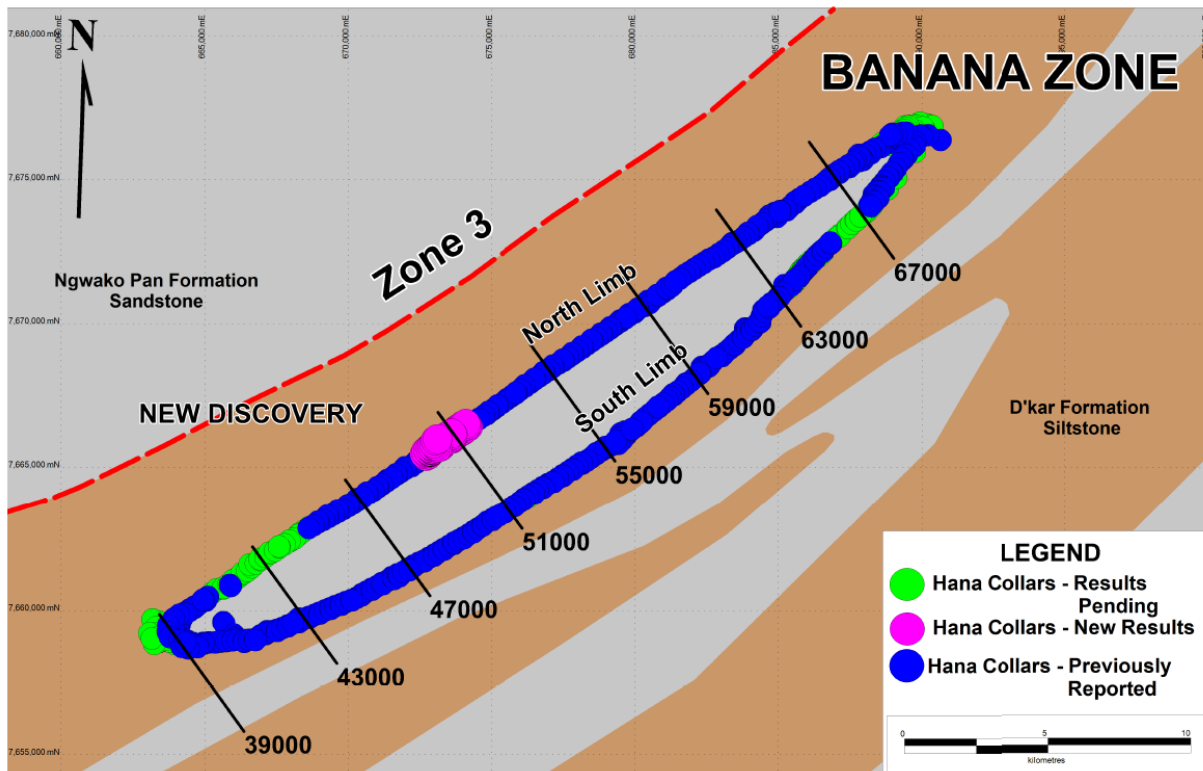 660,000 mE
665,000 mE
670,000 mE
675,000 mE
680,000 mE
7,680,000 mN
N
BANANA ZONE
7,675,000 mN
Zone 3
67000
Ngwako Pan Formation
Sandstone
North Limb
7,670,000 mN
63000
South Limb
59000
NEW DISCOVERY
D'kar Formation
Siltstone
7,665,000 mN
55000
51000
LEGEND
Hana Collars - Results
Pending
Hana Collars - New Results
Hana Collars - Previously
Reported
7,660,000 mN
47000
43000
39000
7,655,000 mN
0 5 10
kilometres